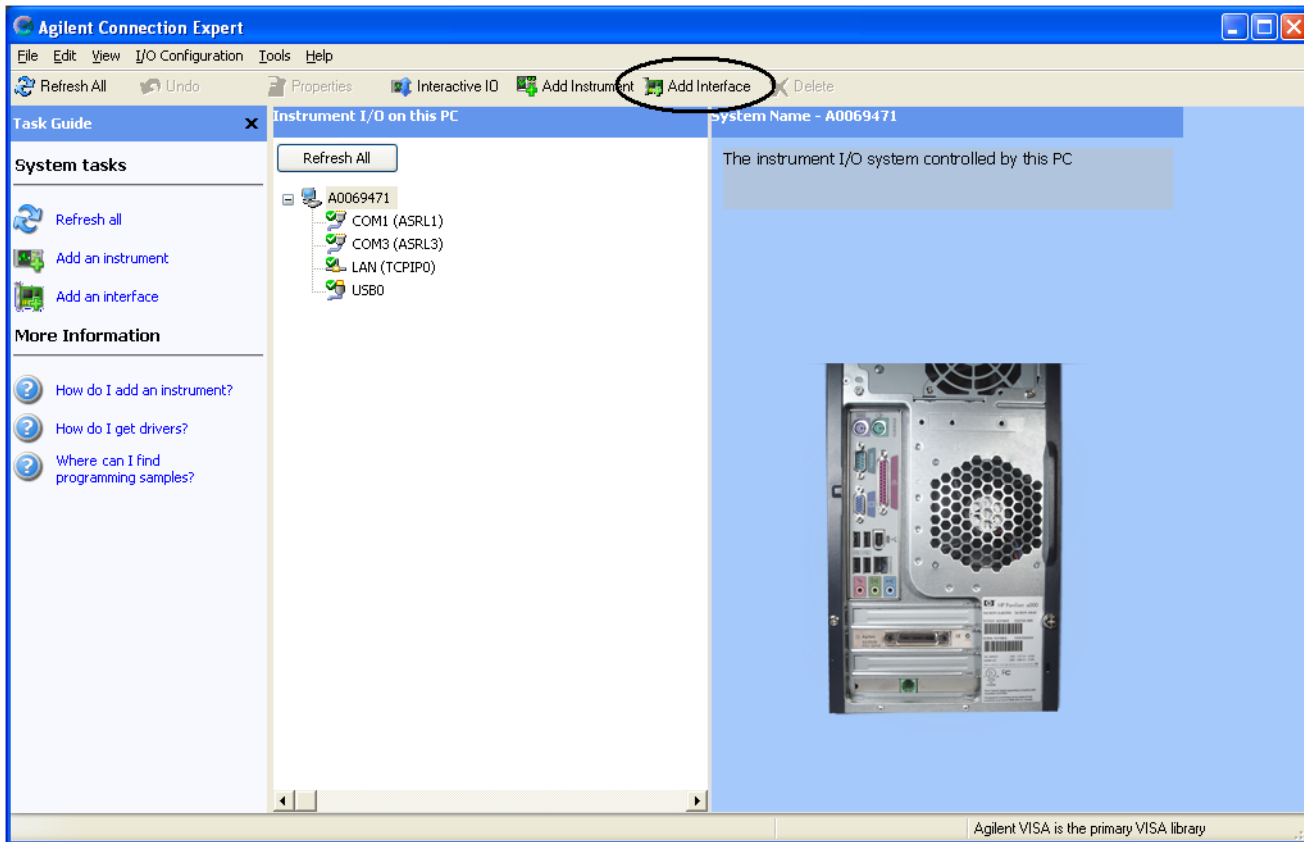 Agilent Connection Expert
File Edit View I/O Configuration Tools Help
Refresh All Undo Properties Interactive IO Add Instrument Add Interface Delete
Task Guide
System tasks
Refresh all
Add an instrument
Add an interface
More Information
How do I add an instrument?
How do I get drivers?
Where can I find
programming samples?
Instrument I/O on this PC
Refresh All
A0069471
COM1 (ASRL1)
COM3 (ASRL3)
LAN (TCPIP0)
USB0
System Name - A0069471
The instrument I/O system controlled by this PC
Agilent VISA is the primary VISA library